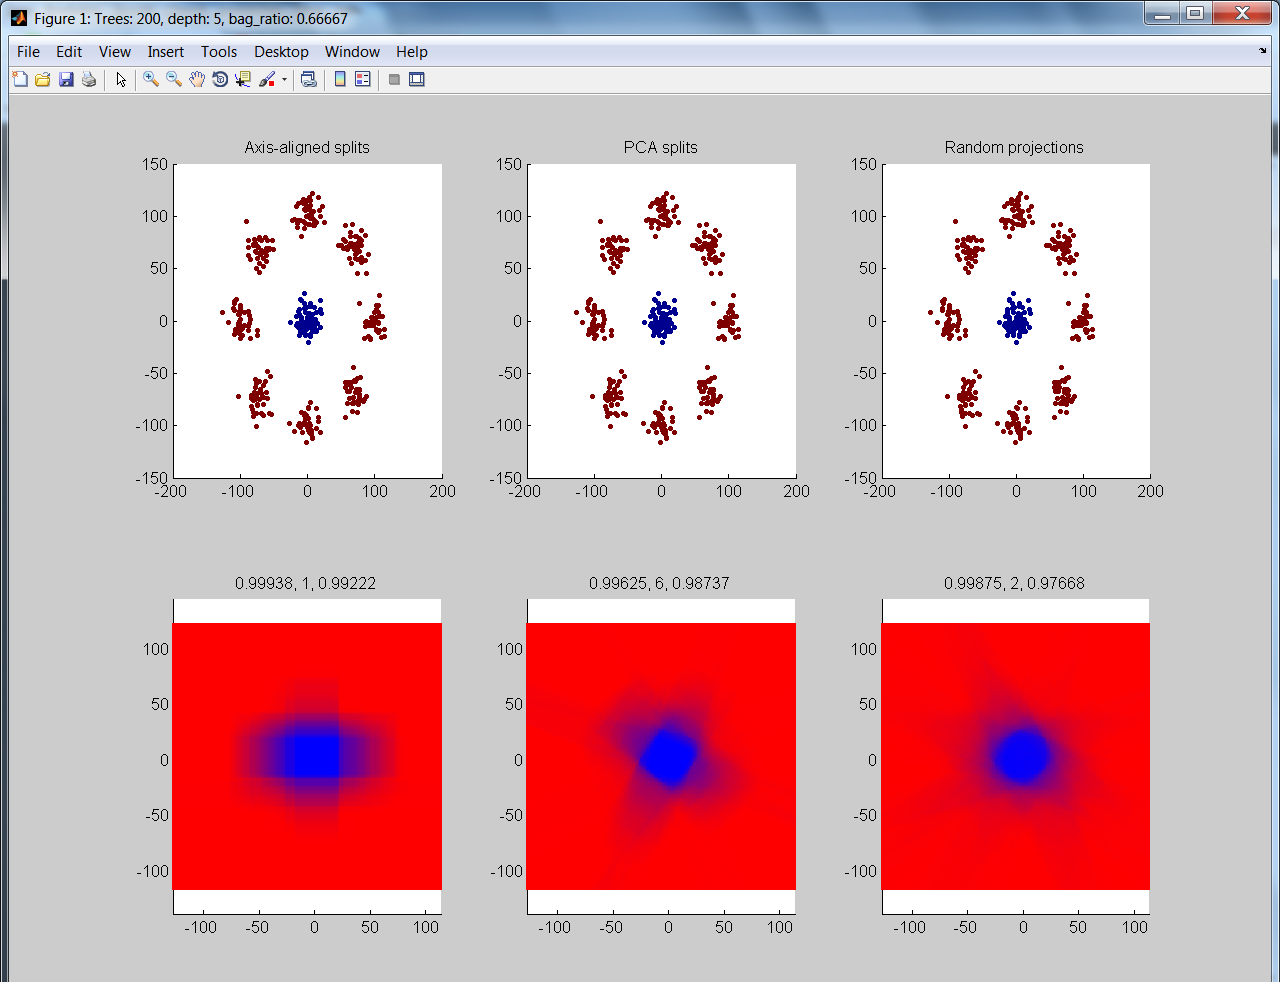 Figure 1: Trees: 200, depth: 5, bag_ratio: 0.66667
File Edit View Insert Tools Desktop Window Help
Axis-aligned splits PCA splits Random projections
150 150 150
100 100 100
50 50 50
0 0 0
-50 -50 -50
-100 -100 -100
-150 -150 -150
-200 -100 0 100 200 -200 -100 0 100 200 -200 -100 0 100 200
0.99938, 1, 0.99222 0.99625, 6, 0.98737 0.99875, 2, 0.97668
100 100 100
50 50 50
0 0 0
-50 -50 -50
-100 -100 -100
-100 -50 0 50 100 -100 -50 0 50 100 -100 -50 0 50 100